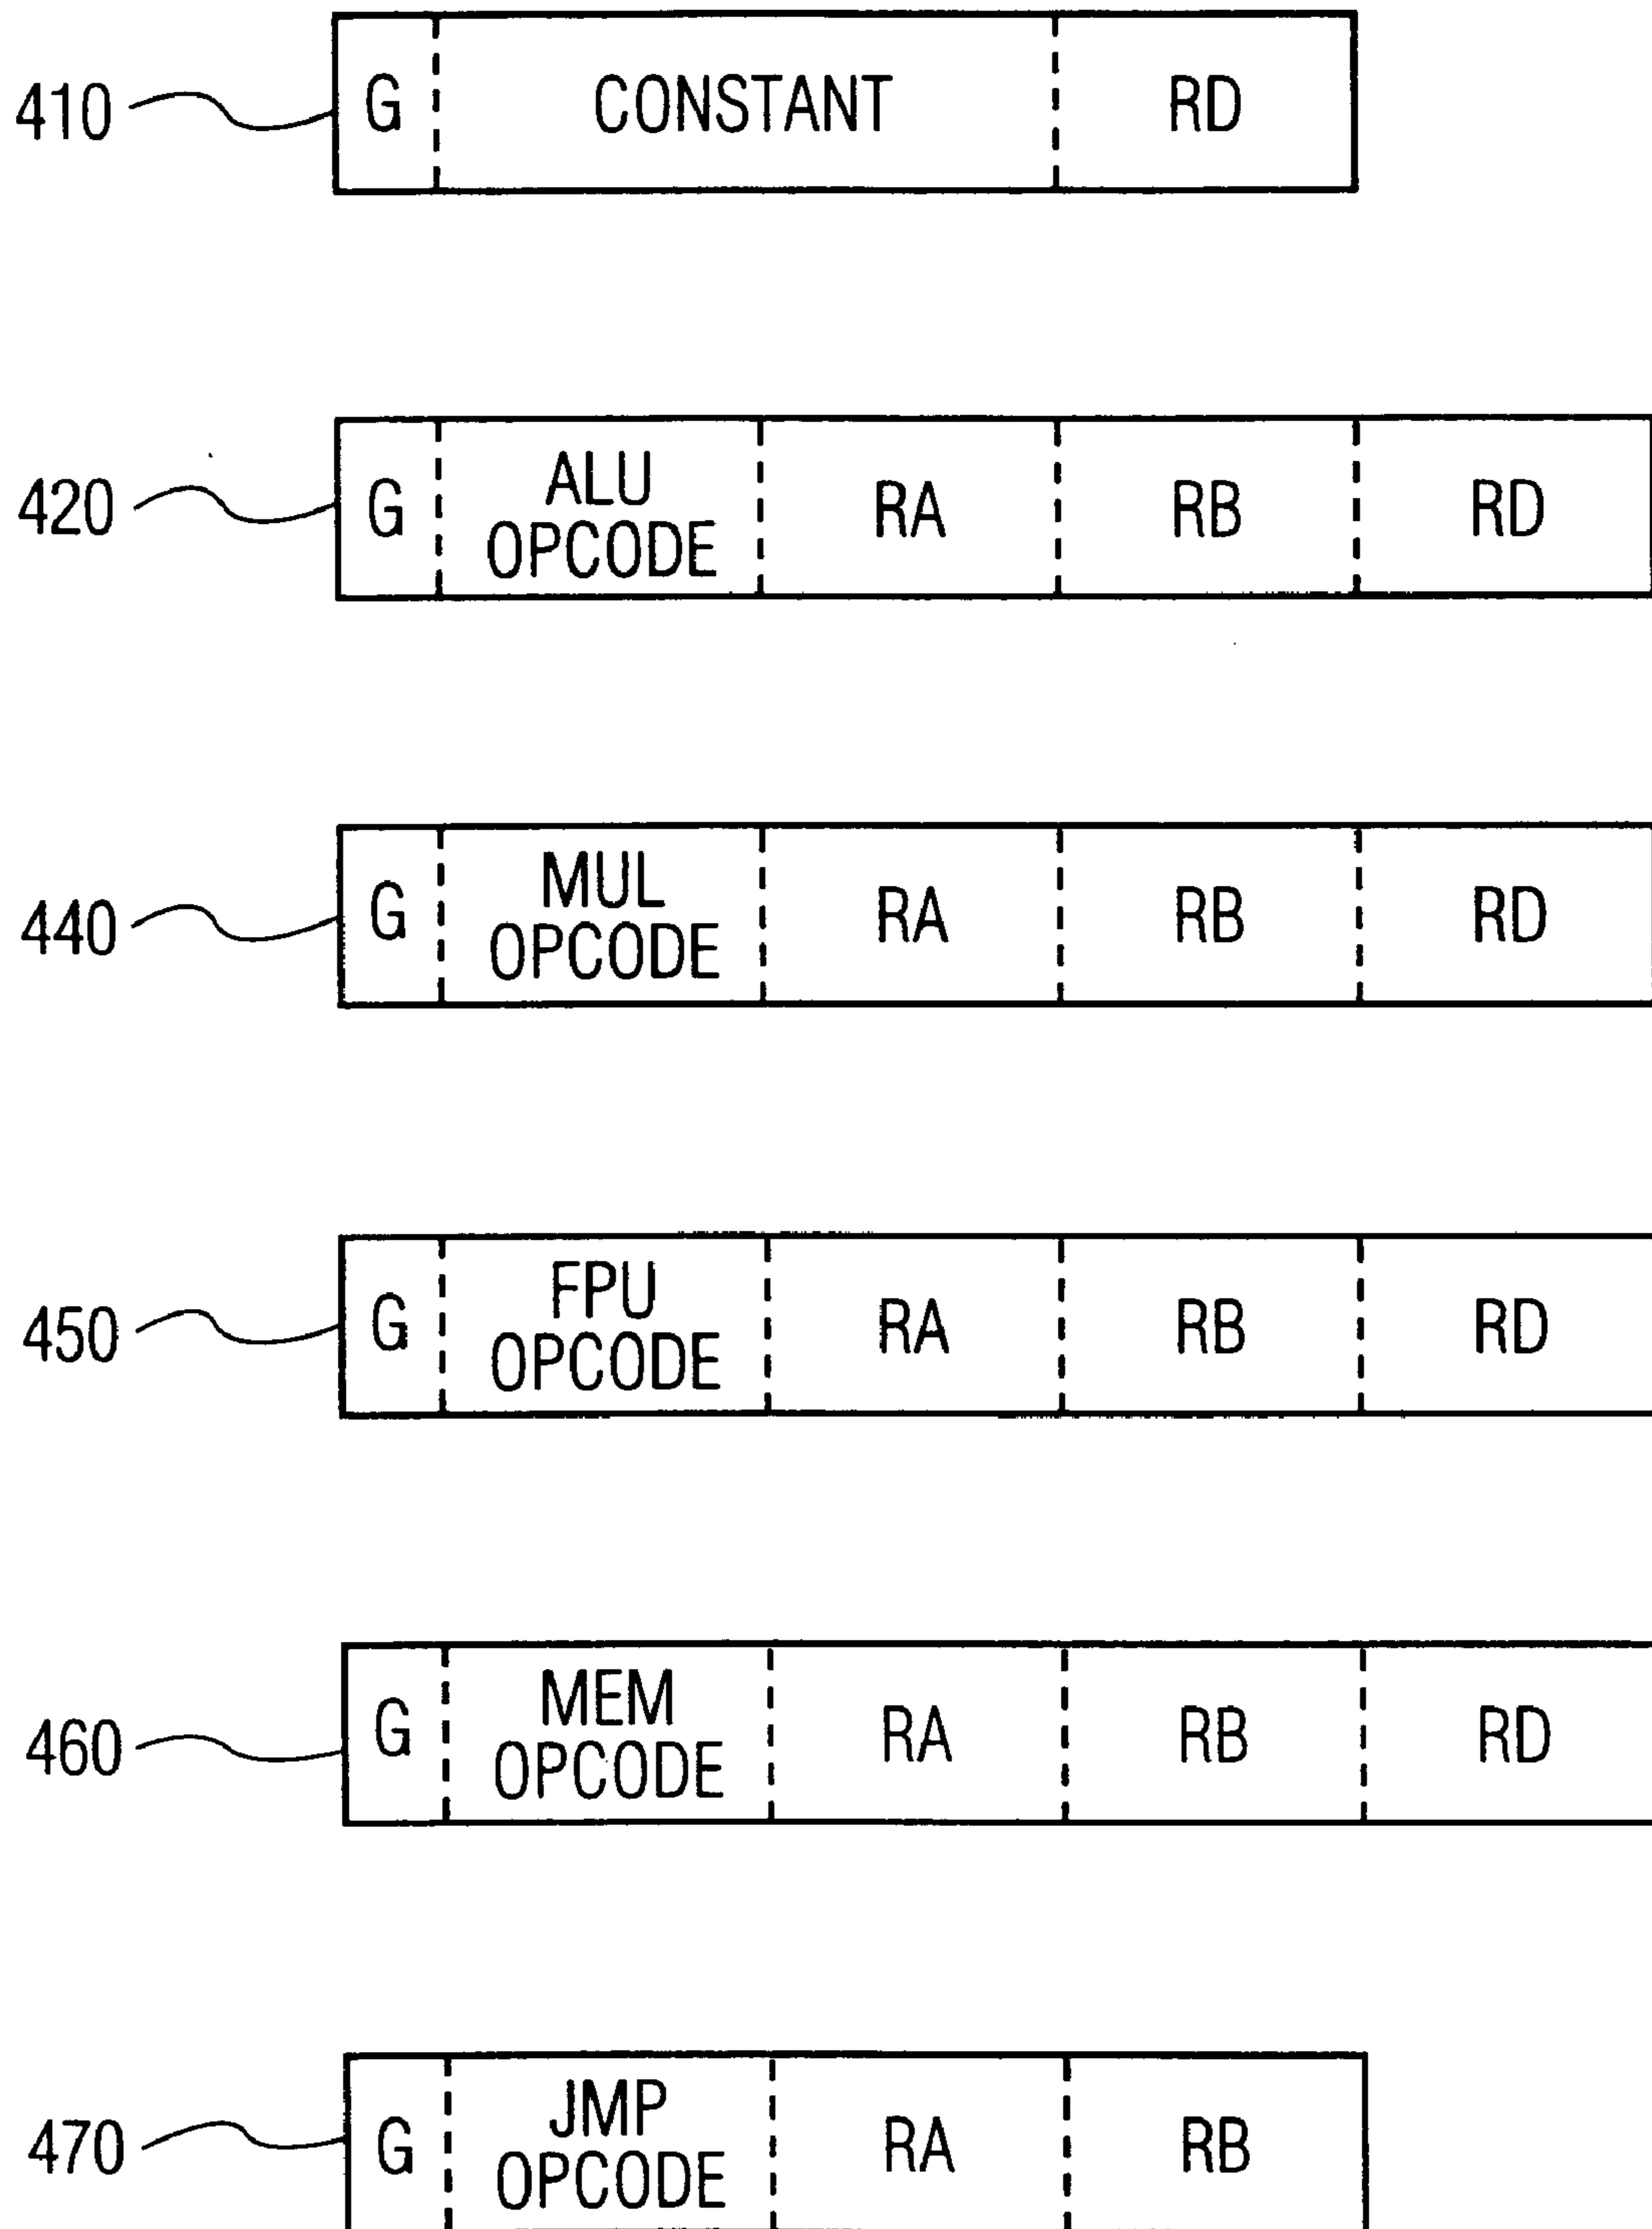 410 G CONSTANT RD
420 G ALU OPCODE RA RB RD
440 G MUL OPCODE RA RB RD
450 G FPU OPCODE RA RB RD
460 G MEM OPCODE RA RB RD
470 G JMP OPCODE RA RB